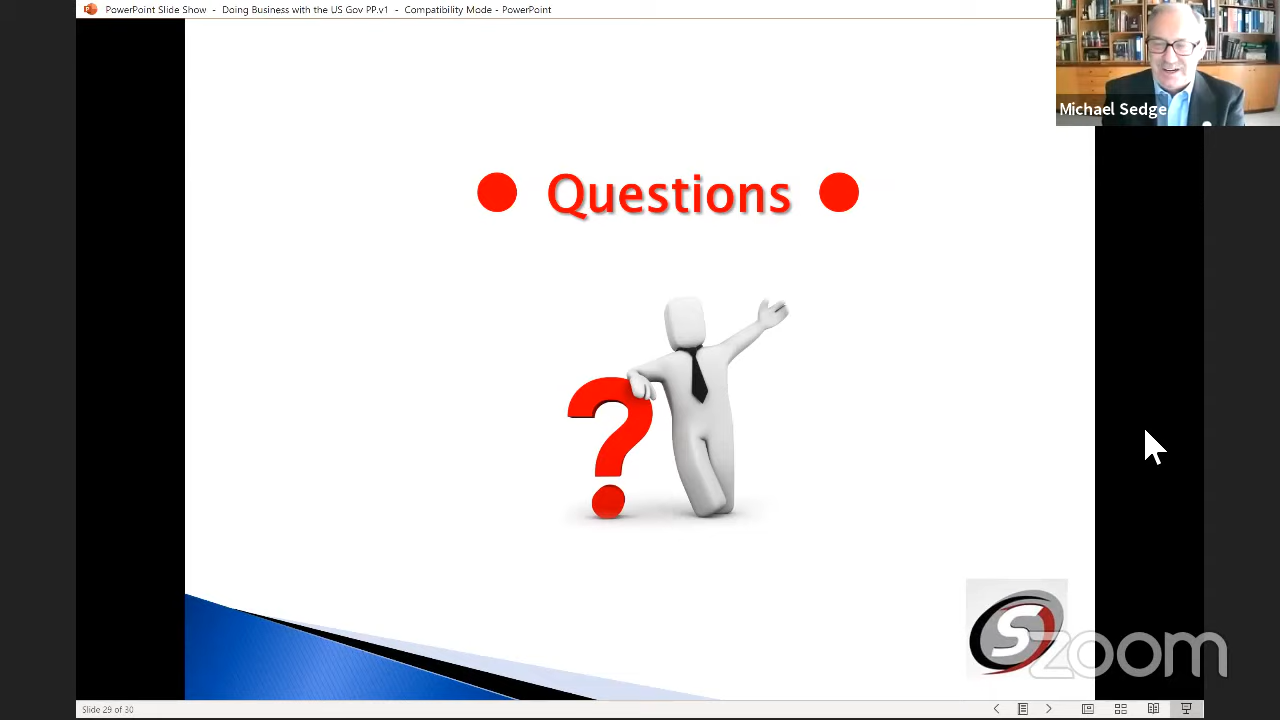 PowerPoint Slide Show - Doing Business with the US Gov PP.v1 - Compatibility Mode - PowerPoint
Michael Sedge
Questions
?
S
zoom
Slide 29 of 30